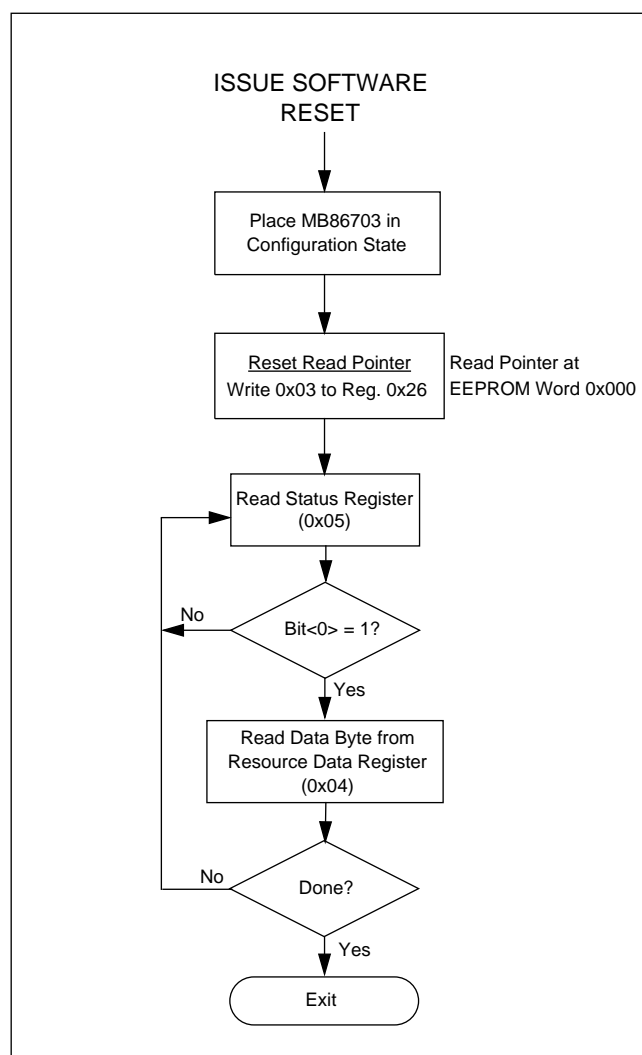 ISSUE SOFTWARE
RESET
Place MB86703 in
Configuration State
Reset Read Pointer
Write 0x03 to Reg. 0x26
Read Pointer at
EEPROM Word 0x000
Read Status Register
(0x05)
No
Bit<0> = 1?
Yes
Read Data Byte from
Resource Data Register
(0x04)
No
Done?
Yes
Exit